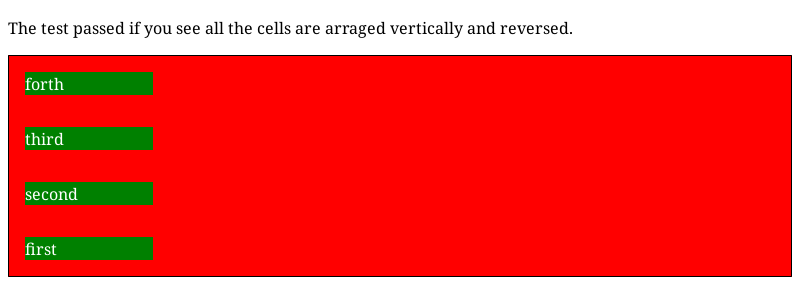 The test passed if you see all the cells are arraged vertically and reversed.
forth
third
second
first